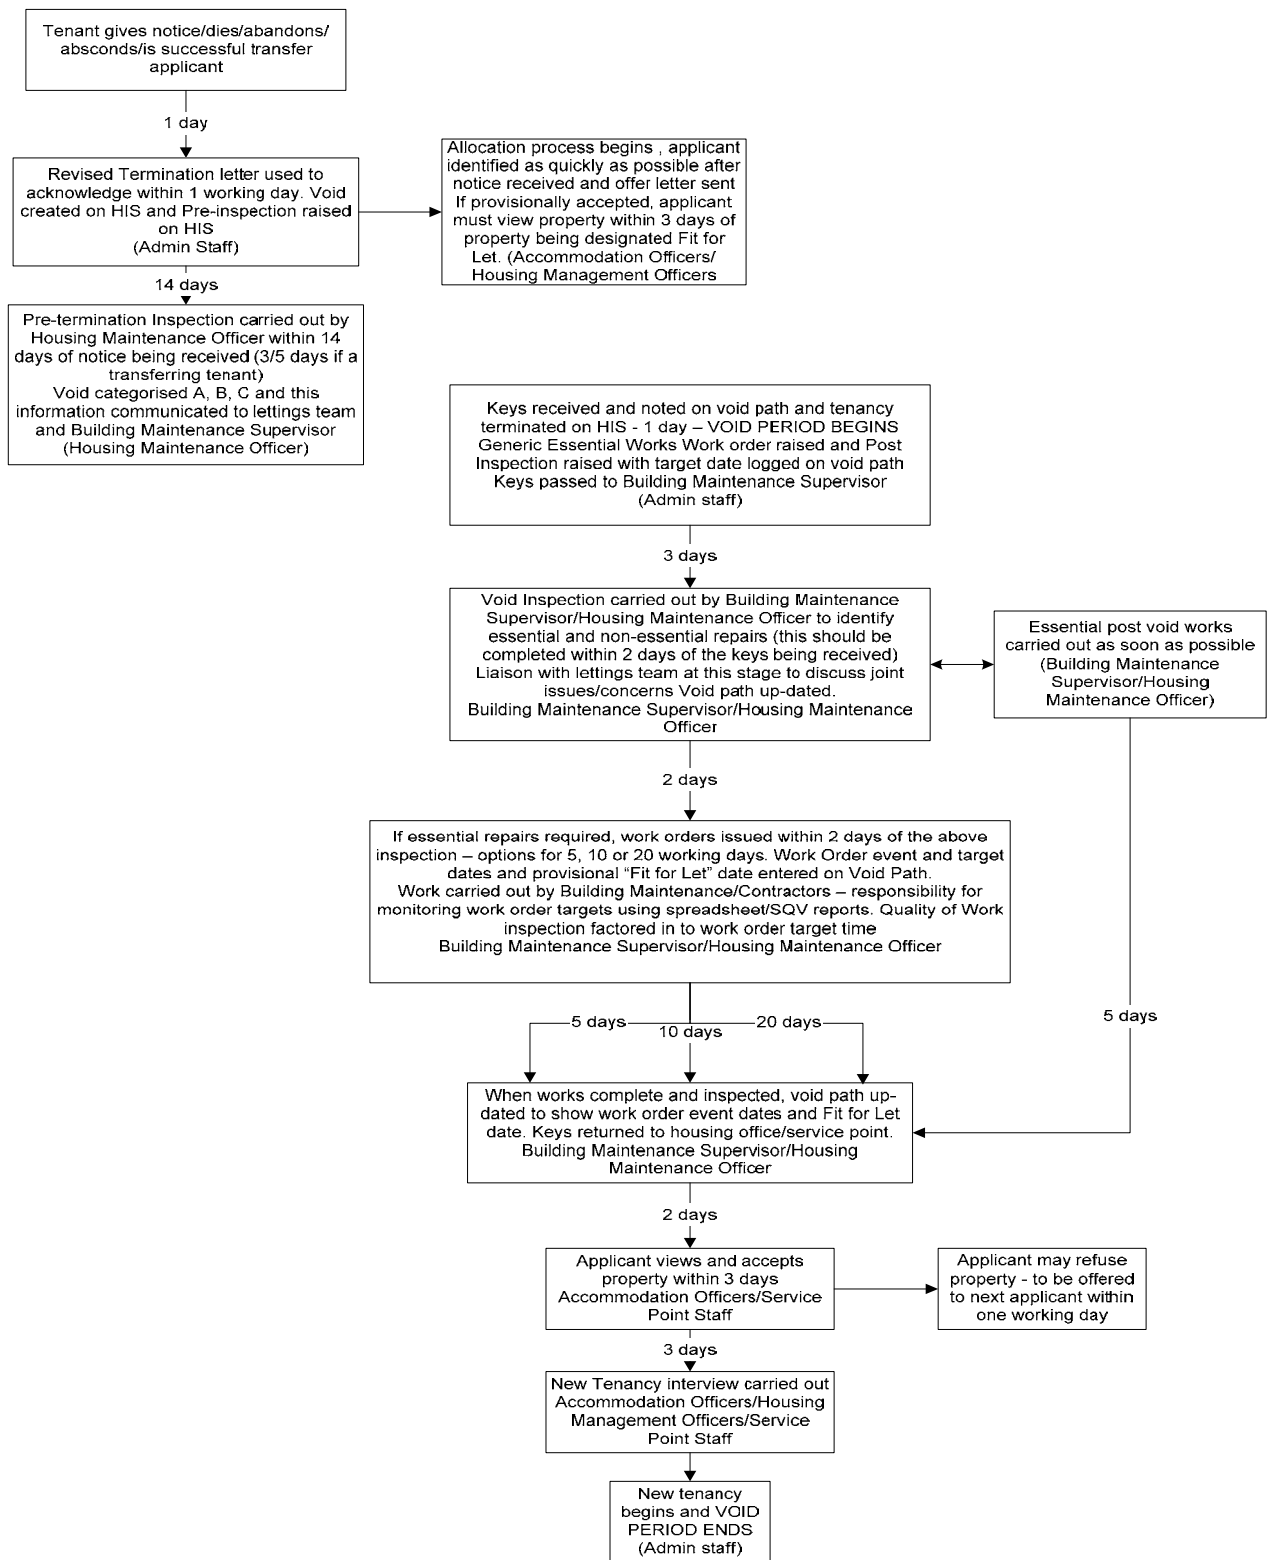 Tenant gives notice/dies/abandons/
absconds/is successful transfer
applicant
1 day
Revised Termination letter used to
acknowledge within 1 working day. Void
created on HIS and Pre-inspection raised
on HIS
(Admin Staff)
Allocation process begins , applicant
identified as quickly as possible after
notice received and offer letter sent
If provisionally accepted, applicant
must view property within 3 days of
property being designated Fit for
Let. (Accommodation Officers/
Housing Management Officers
14 days
Pre-termination Inspection carried out by
Housing Maintenance Officer within 14
days of notice being received (3/5 days if a
transferring tenant)
Void categorised A, B, C and this
information communicated to lettings team
and Building Maintenance Supervisor
(Housing Maintenance Officer)
Keys received and noted on void path and tenancy
terminated on HIS - 1 day – VOID PERIOD BEGINS
Generic Essential Works Work order raised and Post
Inspection raised with target date logged on void path
Keys passed to Building Maintenance Supervisor
(Admin staff)
3 days
Void Inspection carried out by Building Maintenance
Supervisor/Housing Maintenance Officer to identify
essential and non-essential repairs (this should be
completed within 2 days of the keys being received)
Liaison with lettings team at this stage to discuss joint
issues/concerns Void path up-dated.
Building Maintenance Supervisor/Housing Maintenance
Officer
Essential post void works
carried out as soon as possible
(Building Maintenance
Supervisor/Housing
Maintenance Officer)
2 days
If essential repairs required, work orders issued within 2 days of the above
inspection – options for 5, 10 or 20 working days. Work Order event and target
dates and provisional “Fit for Let” date entered on Void Path.
Work carried out by Building Maintenance/Contractors – responsibility for
monitoring work order targets using spreadsheet/SQV reports. Quality of Work
inspection factored in to work order target time
Building Maintenance Supervisor/Housing Maintenance Officer
5 days
10 days
20 days
5 days
When works complete and inspected, void path up-
dated to show work order event dates and Fit for Let
date. Keys returned to housing office/service point.
Building Maintenance Supervisor/Housing
Maintenance Officer
2 days
Applicant views and accepts
property within 3 days
Accommodation Officers/Service
Point Staff
Applicant may refuse
property - to be offered
to next applicant within
one working day
3 days
New Tenancy interview carried out
Accommodation Officers/Housing
Management Officers/Service
Point Staff
New tenancy
begins and VOID
PERIOD ENDS
(Admin staff)